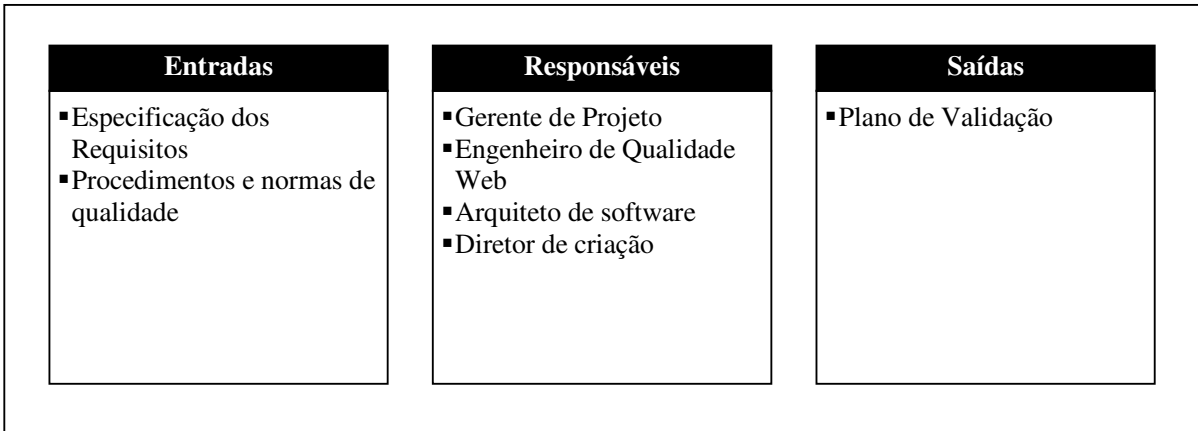 Entradas
▪Especificação dos
Requisitos
▪Procedimentos e normas de
qualidade
Responsáveis
▪Gerente de Projeto
▪Engenheiro de Qualidade
Web
▪Arquiteto de software
▪Diretor de criação
Saídas
▪Plano de Validação